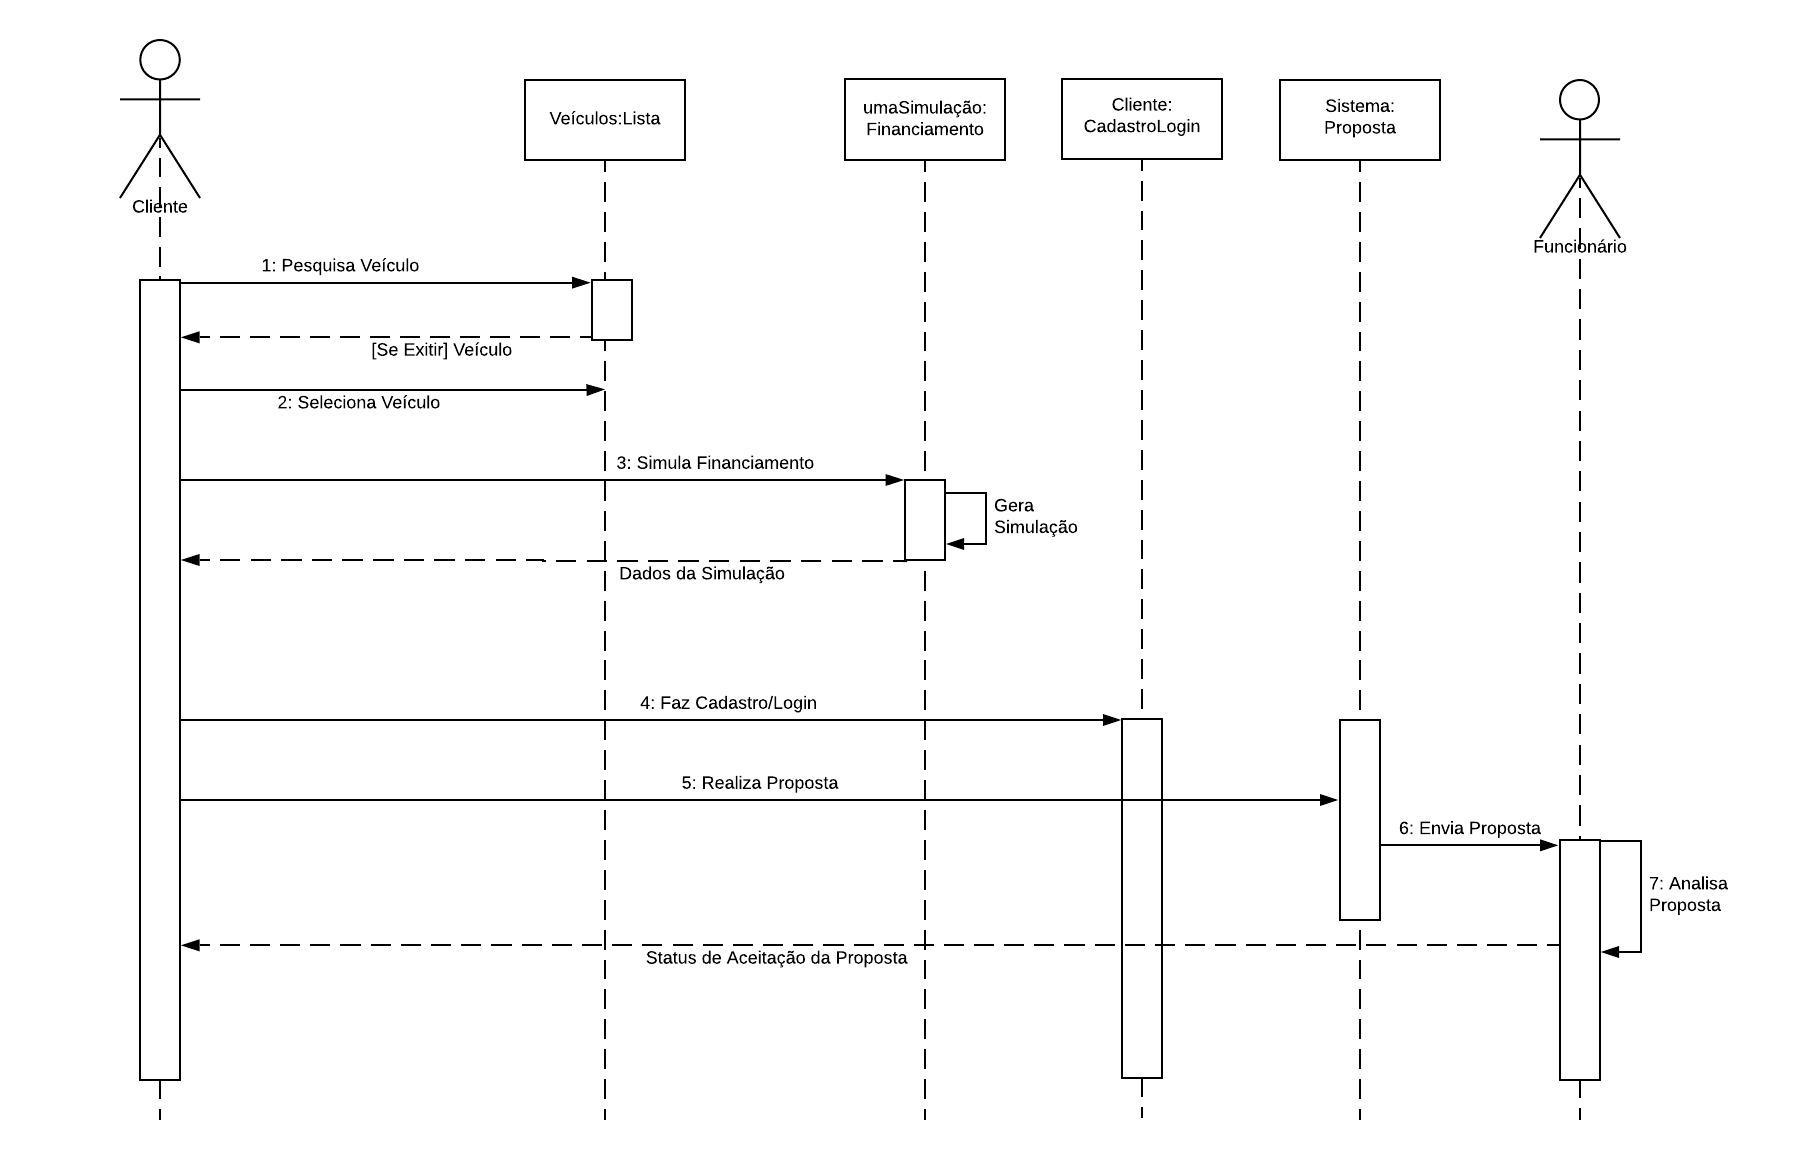 Cliente
Veículos:Lista
umaSimulação:
Financiamento
Cliente:
CadastroLogin
Sistema:
Proposta
Funcionário
1: Pesquisa Veículo
[Se Exitir] Veículo
2: Seleciona Veículo
3: Simula Financiamento
Gera
Simulação
Dados da Simulação
4: Faz Cadastro/Login
5: Realiza Proposta
6: Envia Proposta
7: Analisa
Proposta
Status de Aceitação da Proposta